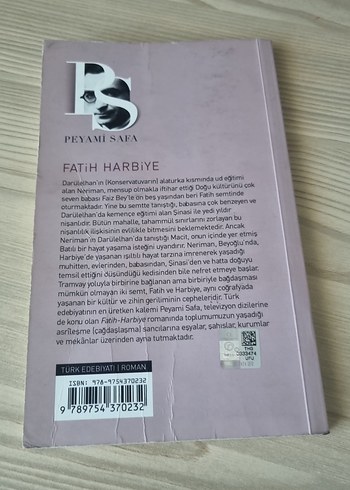 PS
PEYAMİ SAFA
FATİH HARBİYE
Darülelhan'ın (Konservatuvarın) alaturka kısmında ud eğitimi
alan Neriman, mensup olmakla iftihar ettiği Doğu kültürünü çok
seven babası Faiz Bey'le on beş yaşından beri Fatih semtinde
oturmaktadır. Yine bu semtte tanıştığı, babasına çok benzeyen ve
Darülelhan'da kemençe eğitimi alan Şinasi ile yedi yıldır
nişanlıdır. Bütün mahalle, tahammül sınırlarını zorlayan bu
nişanlılık ilişkisinin evlilikle bitmesini beklemektedir. Ancak
Neriman'ın Darülelhan'da tanıştığı Macit, onun içinde yer etmiş
Batılı bir hayat yaşama isteğini uyandırır. Neriman, Beyoğlu'nda,
Harbiye'de yaşanan ışıltılı hayat tarzına imrenerek yaşadığı
muhitten, evlerinden, babasından, Şinasi'den ve hatta doğuyu
temsil ettiğini düşündüğü kedisinden bile nefret etmeye başlar.
Tramvay yoluyla birbirine bağlanan ama birbiriyle bağdaşması
mümkün olmayan iki semt, Fatih ve Harbiye, aynı coğrafyada
yaşanan bir kültür ve zihin geriliminin cepheleridir. Türk
edebiyatının en üretken kalemi Peyami Safa, televizyon dizilerine
de konu olan Fatih-Harbiye romanında toplumumuzun yaşadığı
asrîleşme (çağdaşlaşma) sancılarına eşyalar, şahıslar, kurumlar
ve mekânlar üzerinden ayna tutmaktadır.
TÜRK EDEBİYATI | ROMAN
ISBN: 978-9754370232
9 789754 370232